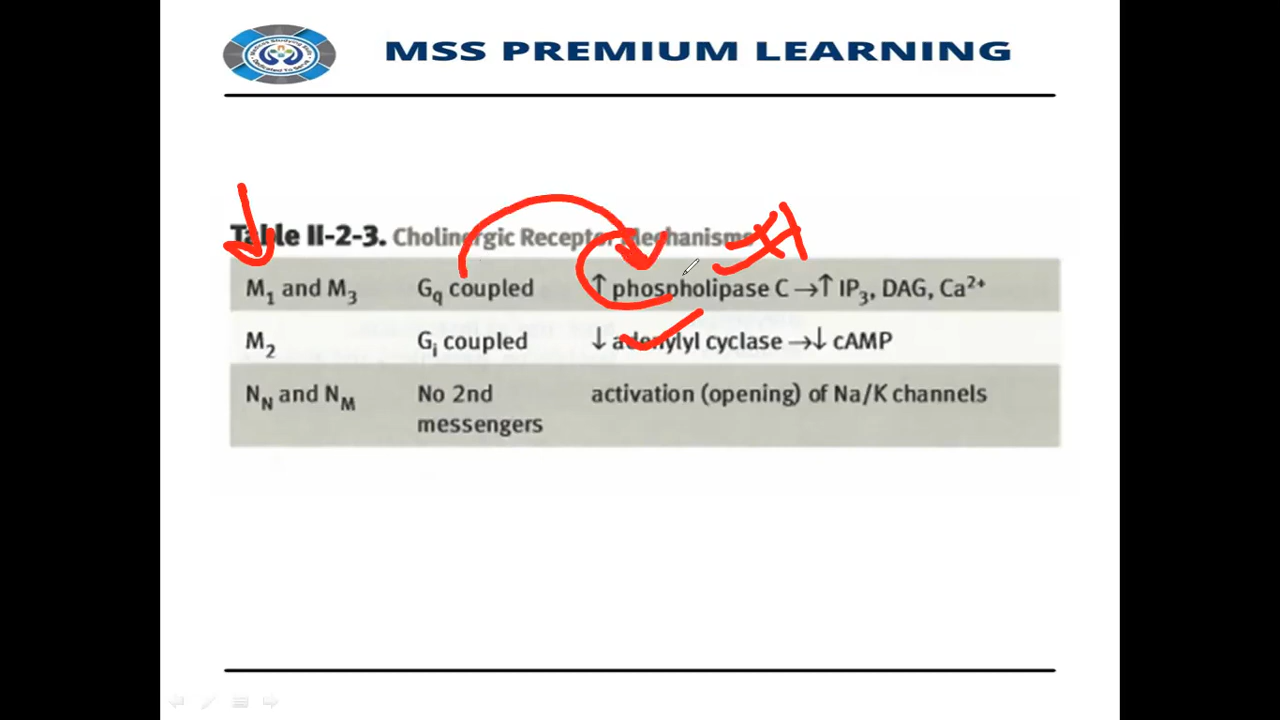 MSS PREMIUM LEARNING
Table II-2-3. Cholinergic Receptor Mechanisms
M₁ and M₃ Gq coupled ↑ phospholipase C → ↑ IP₃, DAG, Ca²⁺
M₂ Gi coupled ↓ adenylyl cyclase → ↓ cAMP
NN and NM No 2nd messengers activation (opening) of Na/K channels